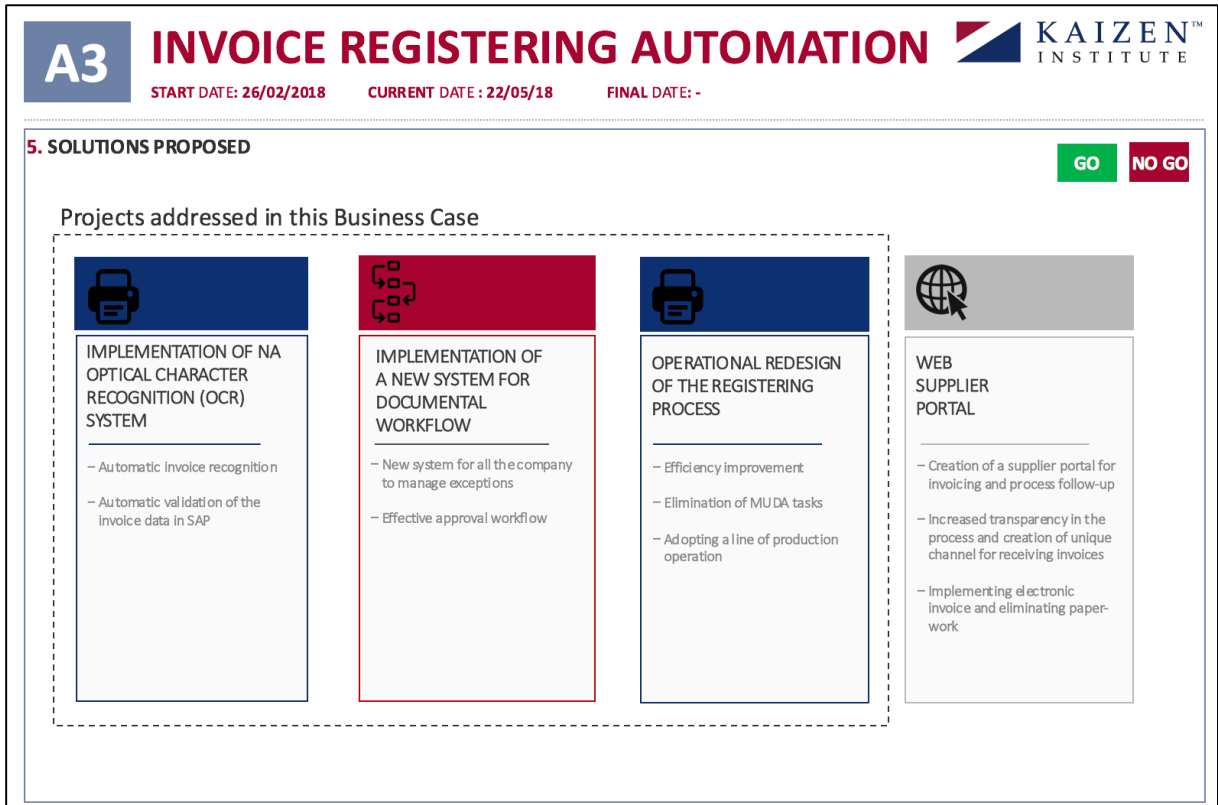 A3
INVOICE REGISTERING AUTOMATION
KAIZEN™
INSTITUTE
START DATE: 26/02/2018 CURRENT DATE : 22/05/18 FINAL DATE: -
5. SOLUTIONS PROPOSED
GO
NO GO
Projects addressed in this Business Case
IMPLEMENTATION OF NA
OPTICAL CHARACTER
RECOGNITION (OCR)
SYSTEM
– Automatic invoice recognition
– Automatic validation of the
invoice data in SAP
IMPLEMENTATION OF
A NEW SYSTEM FOR
DOCUMENTAL
WORKFLOW
– New system for all the company
to manage exceptions
– Effective approval workflow
OPERATIONAL REDESIGN
OF THE REGISTERING
PROCESS
– Efficiency improvement
– Elimination of MUDA tasks
– Adopting a line of production
operation
WEB
SUPPLIER
PORTAL
– Creation of a supplier portal for
invoicing and process follow-up
– Increased transparency in the
process and creation of unique
channel for receiving invoices
– Implementing electronic
invoice and eliminating paper-
work